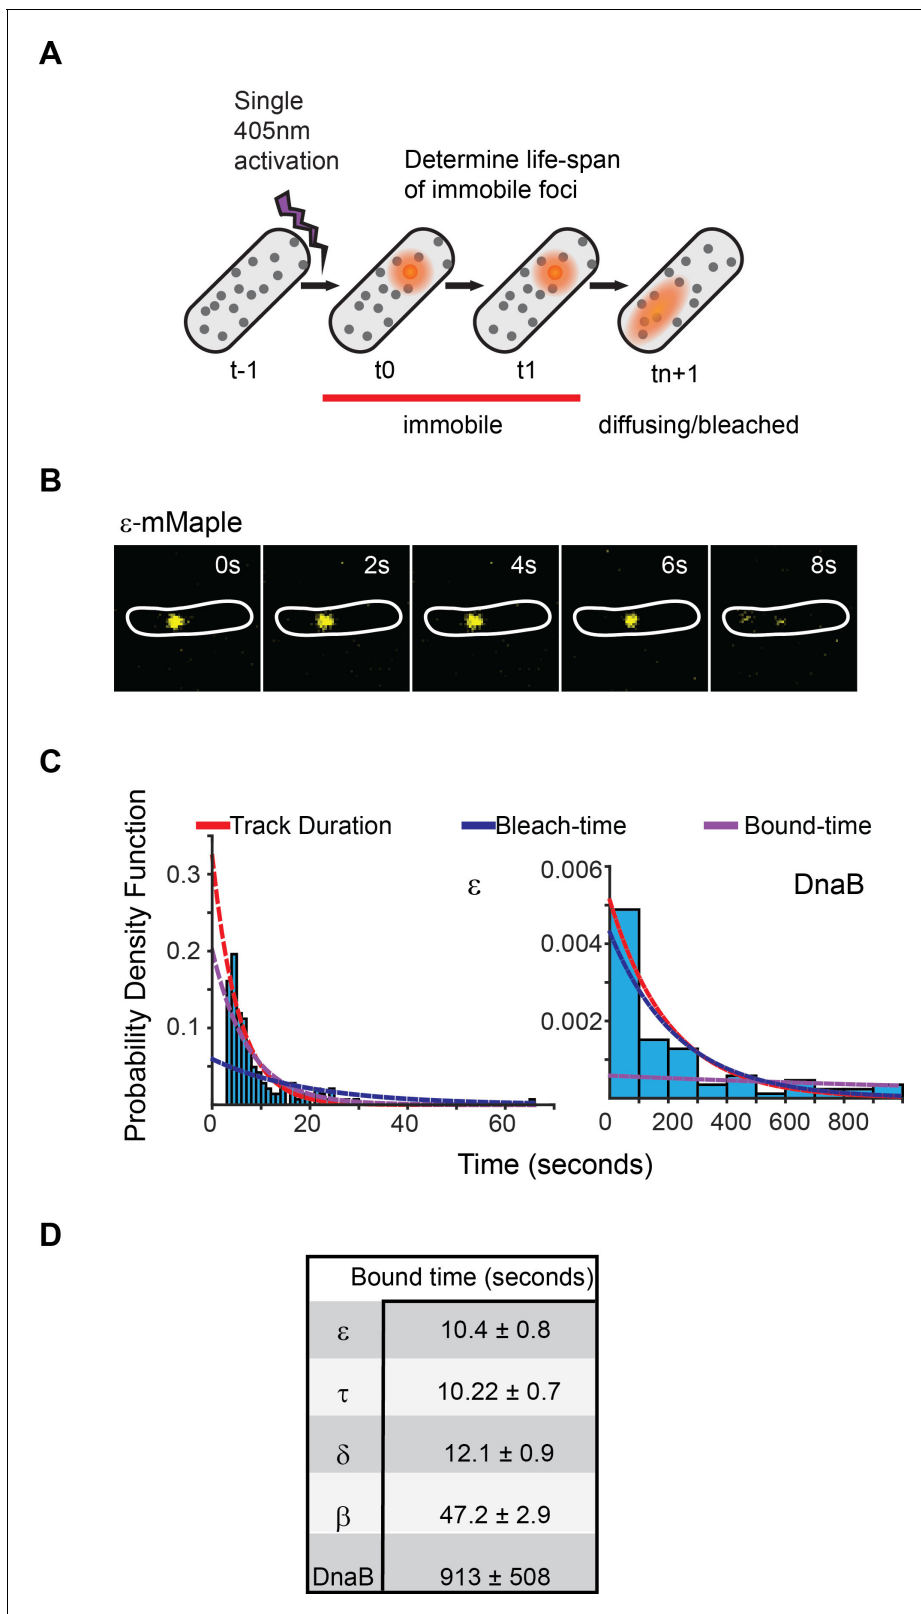 A
Single
405nm
activation
Determine life-span
of immobile foci
t-1
t0
t1
tn+1
immobile
diffusing/bleached
B
ε-mMaple
0s
2s
4s
6s
8s
C
Track Duration
Bleach-time
Bound-time
Probability Density Function
0.3
0.2
0.1
0
20
40
60
ε
0.006
0.004
0.002
0
200
400
600
800
DnaB
Time (seconds)
D
Bound time (seconds)
ε 10.4 ± 0.8
τ 10.22 ± 0.7
δ 12.1 ± 0.9
β 47.2 ± 2.9
DnaB 913 ± 508